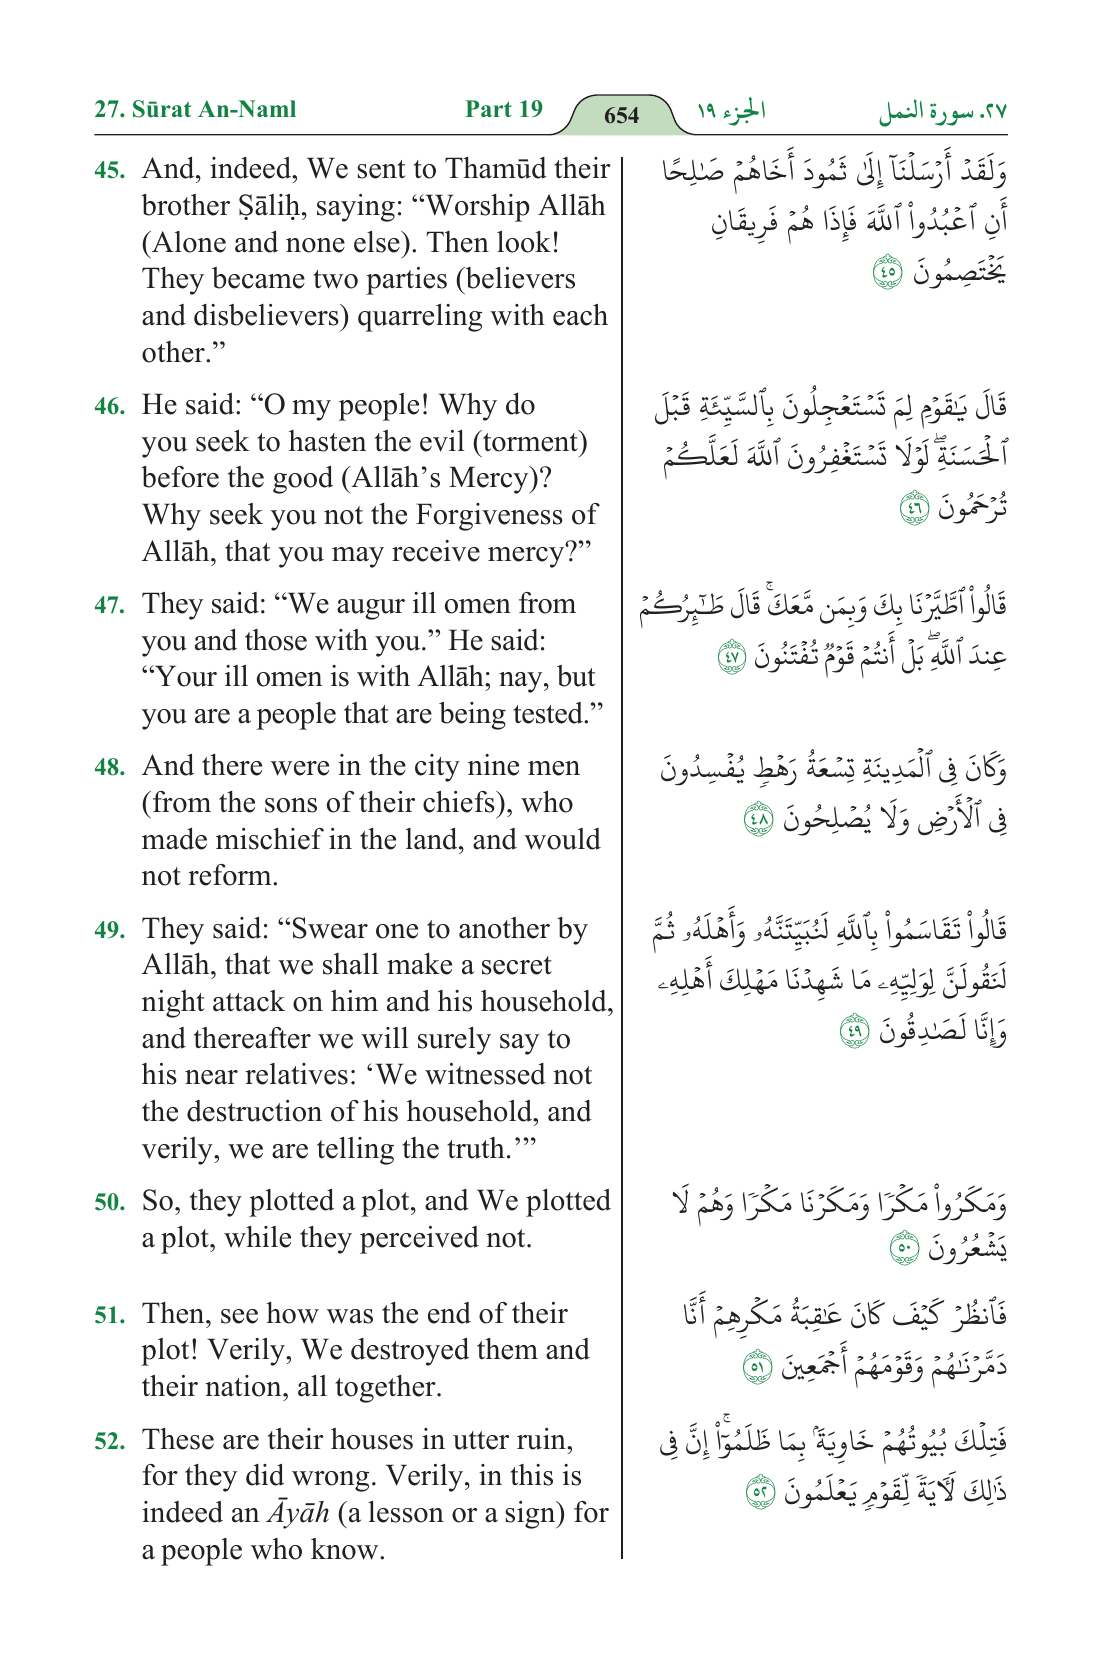 27. Sūrat An-Naml Part 19 654 الجزء ١٩ ٢٧. سورة النمل
45. And, indeed, We sent to Thamūd their
brother Ṣāliḥ, saying: “Worship Allāh
(Alone and none else). Then look!
They became two parties (believers
and disbelievers) quarreling with each
other.”
46. He said: “O my people! Why do
you seek to hasten the evil (torment)
before the good (Allāh’s Mercy)?
Why seek you not the Forgiveness of
Allāh, that you may receive mercy?”
47. They said: “We augur ill omen from
you and those with you.” He said:
“Your ill omen is with Allāh; nay, but
you are a people that are being tested.”
48. And there were in the city nine men
(from the sons of their chiefs), who
made mischief in the land, and would
not reform.
49. They said: “Swear one to another by
Allāh, that we shall make a secret
night attack on him and his household,
and thereafter we will surely say to
his near relatives: ‘We witnessed not
the destruction of his household, and
verily, we are telling the truth.’”
50. So, they plotted a plot, and We plotted
a plot, while they perceived not.
51. Then, see how was the end of their
plot! Verily, We destroyed them and
their nation, all together.
52. These are their houses in utter ruin,
for they did wrong. Verily, in this is
indeed an Āyāh (a lesson or a sign) for
a people who know.
وَلَقَدۡ أَرۡسَلۡنَآ إِلَىٰ ثَمُودَ أَخَاهُمۡ صَٰلِحًا
أَنِ ٱعۡبُدُواْ ٱللَّهَ فَإِذَا هُمۡ فَرِيقَانِ
يَخۡتَصِمُونَ ٤٥
قَالَ يَٰقَوۡمِ لِمَ تَسۡتَعۡجِلُونَ بِٱلسَّيِّئَةِ قَبۡلَ
ٱلۡحَسَنَةِۖ لَوۡلَا تَسۡتَغۡفِرُونَ ٱللَّهَ لَعَلَّكُمۡ
تُرۡحَمُونَ ٤٦
قَالُواْ ٱطَّيَّرۡنَا بِكَ وَبِمَن مَّعَكَۚ قَالَ طَٰٓئِرُكُمۡ
عِندَ ٱللَّهِۖ بَلۡ أَنتُمۡ قَوۡمٞ تُفۡتَنُونَ ٤٧
وَكَانَ فِي ٱلۡمَدِينَةِ تِسۡعَةُ رَهۡطٖ يُفۡسِدُونَ
فِي ٱلۡأَرۡضِ وَلَا يُصۡلِحُونَ ٤٨
قَالُواْ تَقَاسَمُواْ بِٱللَّهِ لَنُبَيِّتَنَّهُۥ وَأَهۡلَهُۥ ثُمَّ
لَنَقُولَنَّ لِوَلِيِّهِۦ مَا شَهِدۡنَا مَهۡلِكَ أَهۡلِهِۦ
وَإِنَّا لَصَٰدِقُونَ ٤٩
وَمَكَرُواْ مَكۡرٗا وَمَكَرۡنَا مَكۡرٗا وَهُمۡ لَا
يَشۡعُرُونَ ٥٠
فَٱنظُرۡ كَيۡفَ كَانَ عَٰقِبَةُ مَكۡرِهِمۡ أَنَّا
دَمَّرۡنَٰهُمۡ وَقَوۡمَهُمۡ أَجۡمَعِينَ ٥١
فَتِلۡكَ بُيُوتُهُمۡ خَاوِيَةَۢ بِمَا ظَلَمُوٓاْۚ إِنَّ فِي
ذَٰلِكَ لَأٓيَةٗ لِّقَوۡمٖ يَعۡلَمُونَ ٥٢